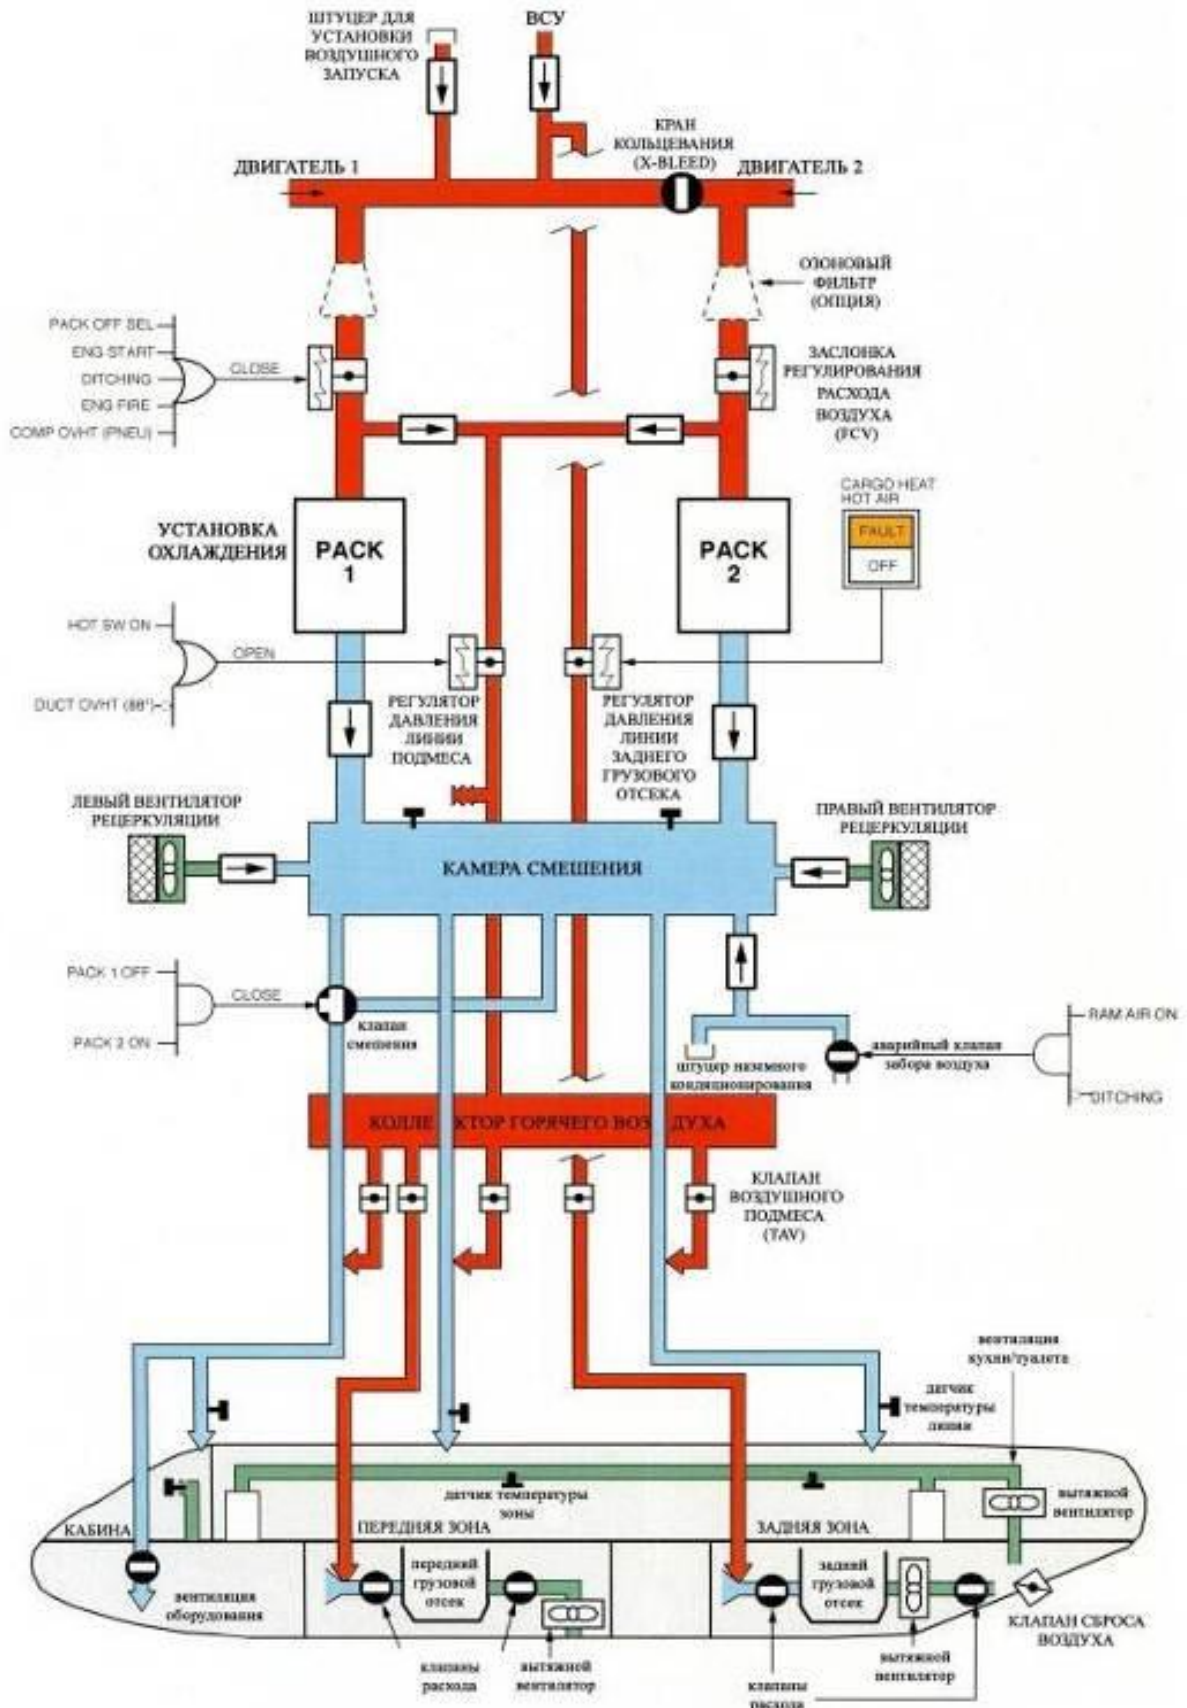 ШТУЦЕР ДЛЯ
УСТАНОВКИ
ВОЗДУШНОГО
ЗАПУСКА
ВСУ
КРАН
КОЛЬЦЕВАНИЯ
(X-BLEED)
ДВИГАТЕЛЬ 1
ДВИГАТЕЛЬ 2
ОЗОНОВЫЙ
ФИЛЬТР
(ОПЦИЯ)
PACK OFF SEL
ENG START
DITCHING
ENG FIRE
COMP OVHT (PNEU)
CLOSE
ЗАСЛОНКА
РЕГУЛИРОВАНИЯ
РАСХОДА
ВОЗДУХА
(FCV)
CARGO HEAT
HOT AIR
FAULT
OFF
УСТАНОВКА
ОХЛАЖДЕНИЯ
PACK
1
PACK
2
HOT SW ON
OPEN
DUCT OVHT (88°)
РЕГУЛЯТОР
ДАВЛЕНИЯ
ЛИНИИ
ПОДМЕСА
РЕГУЛЯТОР
ДАВЛЕНИЯ
ЛИНИИ
ЗАДНЕГО
ГРУЗОВОГО
ОТСЕКА
ЛЕВЫЙ ВЕНТИЛЯТОР
РЕЦЕРКУЛЯЦИИ
ПРАВЫЙ ВЕНТИЛЯТОР
РЕЦЕРКУЛЯЦИИ
КАМЕРА СМЕШЕНИЯ
PACK 1 OFF
CLOSE
PACK 2 ON
клапан
смешения
штуцер наземного
кондиционирования
аварийный клапан
забора воздуха
RAM AIR ON
DITCHING
КОЛЛЕКТОР ГОРЯЧЕГО ВОЗДУХА
КЛАПАН
ВОЗДУШНОГО
ПОДМЕСА
(TAV)
вентиляция
кухни/туалета
датчик
температуры
линии
датчик температуры
зоны
вытяжной
вентилятор
КАБИНА
ПЕРЕДНЯЯ ЗОНА
ЗАДНЯЯ ЗОНА
вентиляция
оборудования
передний
грузовой
отсек
задний
грузовой
отсек
КЛАПАН СБРОСА
ВОЗДУХА
клапаны
расхода
вытяжной
вентилятор
клапаны
расхода
вытяжной
вентилятор